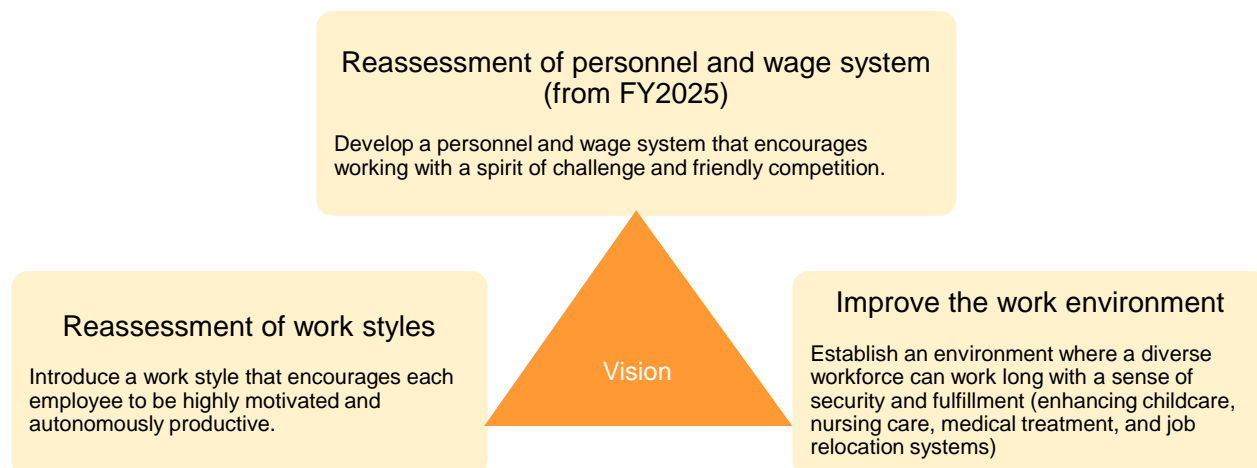 Reassessment of personnel and wage system
(from FY2025)
Develop a personnel and wage system that encourages
working with a spirit of challenge and friendly competition.
Reassessment of work styles
Introduce a work style that encourages each
employee to be highly motivated and
autonomously productive.
Vision
Improve the work environment
Establish an environment where a diverse
workforce can work long with a sense of
security and fulfillment (enhancing childcare,
nursing care, medical treatment, and job
relocation systems)